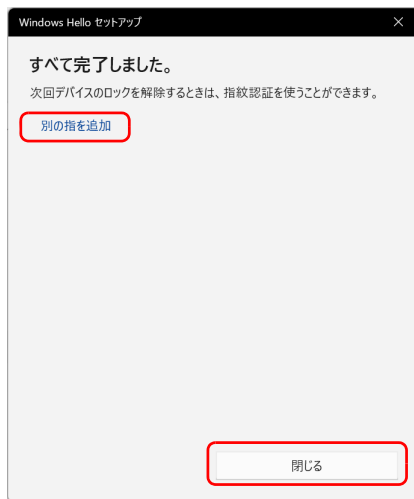 Windows Hello セットアップ
すべて完了しました。
次回デバイスのロックを解除するときは、指紋認証を使うことができます。
別の指を追加
閉じる